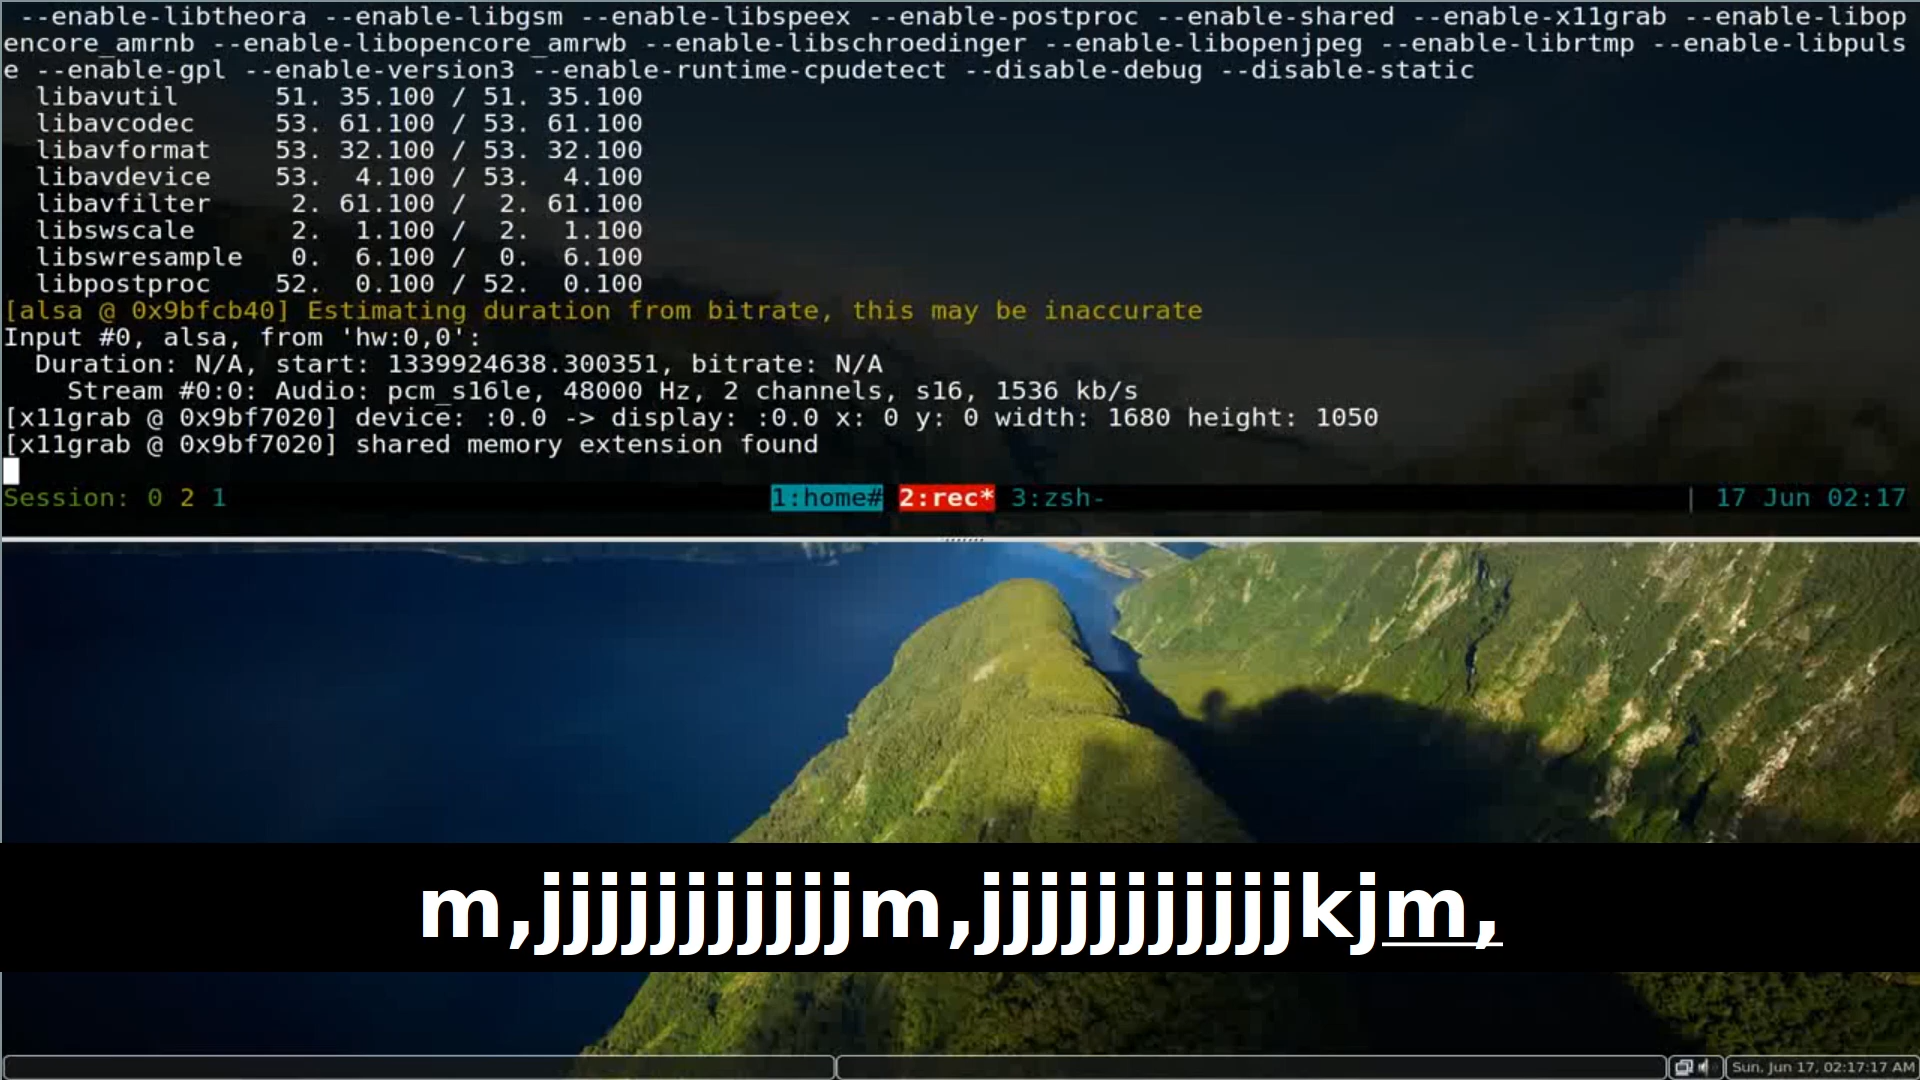 --enable-libtheora --enable-libgsm --enable-libspeex --enable-postproc --enable-shared --enable-x11grab --enable-libop
encore_amrnb --enable-libopencore_amrwb --enable-libschroedinger --enable-libopenjpeg --enable-librtmp --enable-libpuls
e --enable-gpl --enable-version3 --enable-runtime-cpudetect --disable-debug --disable-static
libavutil 51. 35.100 / 51. 35.100
libavcodec 53. 61.100 / 53. 61.100
libavformat 53. 32.100 / 53. 32.100
libavdevice 53. 4.100 / 53. 4.100
libavfilter 2. 61.100 / 2. 61.100
libswscale 2. 1.100 / 2. 1.100
libswresample 0. 6.100 / 0. 6.100
libpostproc 52. 0.100 / 52. 0.100
[alsa @ 0x9bfcb40] Estimating duration from bitrate, this may be inaccurate
Input #0, alsa, from 'hw:0,0':
Duration: N/A, start: 1339924638.300351, bitrate: N/A
Stream #0:0: Audio: pcm_s16le, 48000 Hz, 2 channels, s16, 1536 kb/s
[x11grab @ 0x9bf7020] device: :0.0 -> display: :0.0 x: 0 y: 0 width: 1680 height: 1050
[x11grab @ 0x9bf7020] shared memory extension found
Session: 0 2 1 1:home# 2:rec* 3:zsh- | 17 Jun 02:17
m,jjjjjjjjjjjm,jjjjjjjjjjjkjm,
Sun, Jun 17, 02:17:17 AM